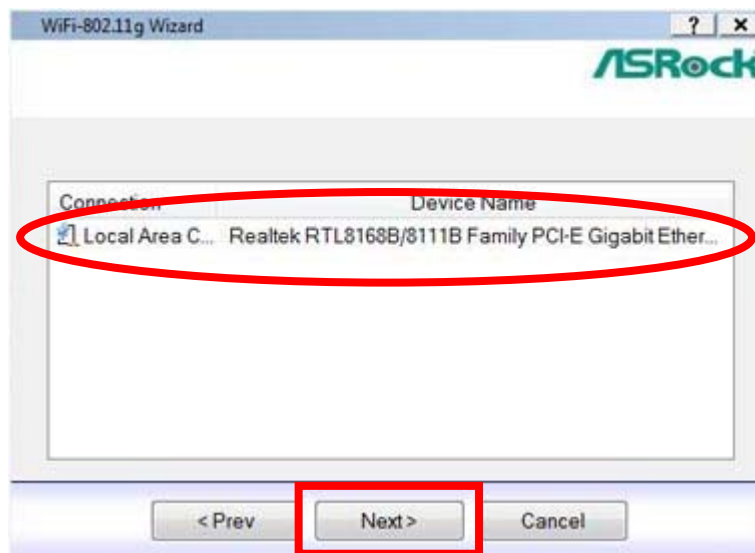 WiFi-802.11g Wizard ? x
ASRock
Connection Device Name
Local Area C... Realtek RTL8168B/8111B Family PCI-E Gigabit Ether...
< Prev Next > Cancel